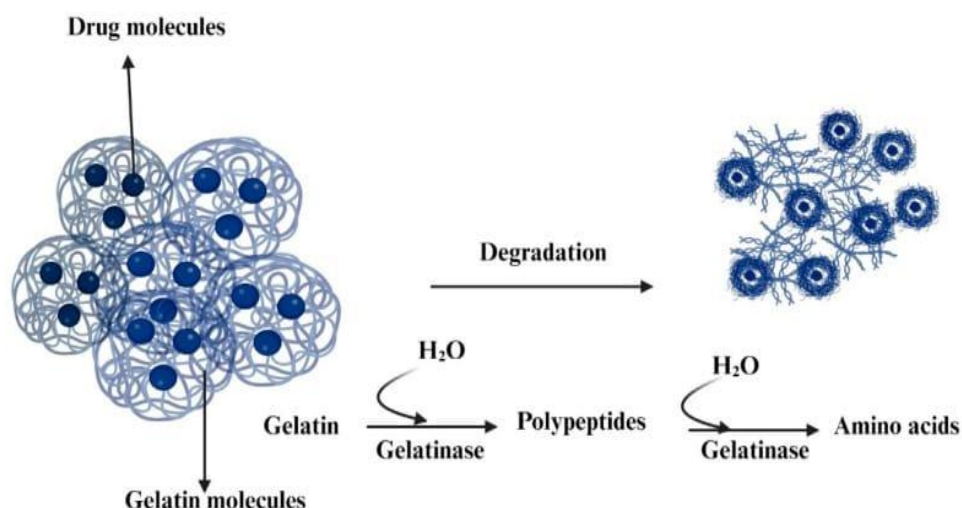 Drug molecules
Degradation
H₂O
H₂O
Gelatin
Gelatinase
Polypeptides
Gelatinase
Amino acids
Gelatin molecules